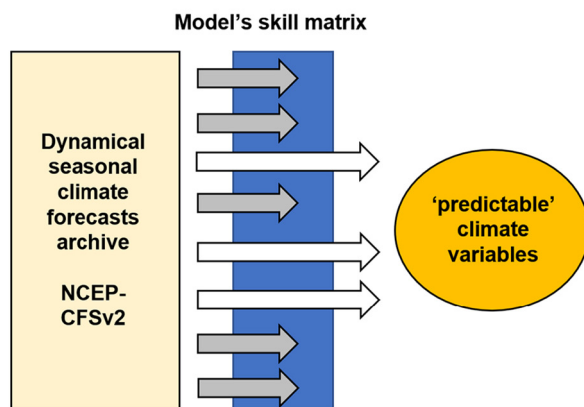 Model's skill matrix
Dynamical
seasonal
climate
forecasts
archive
NCEP-
CFSv2
'predictable'
climate
variables